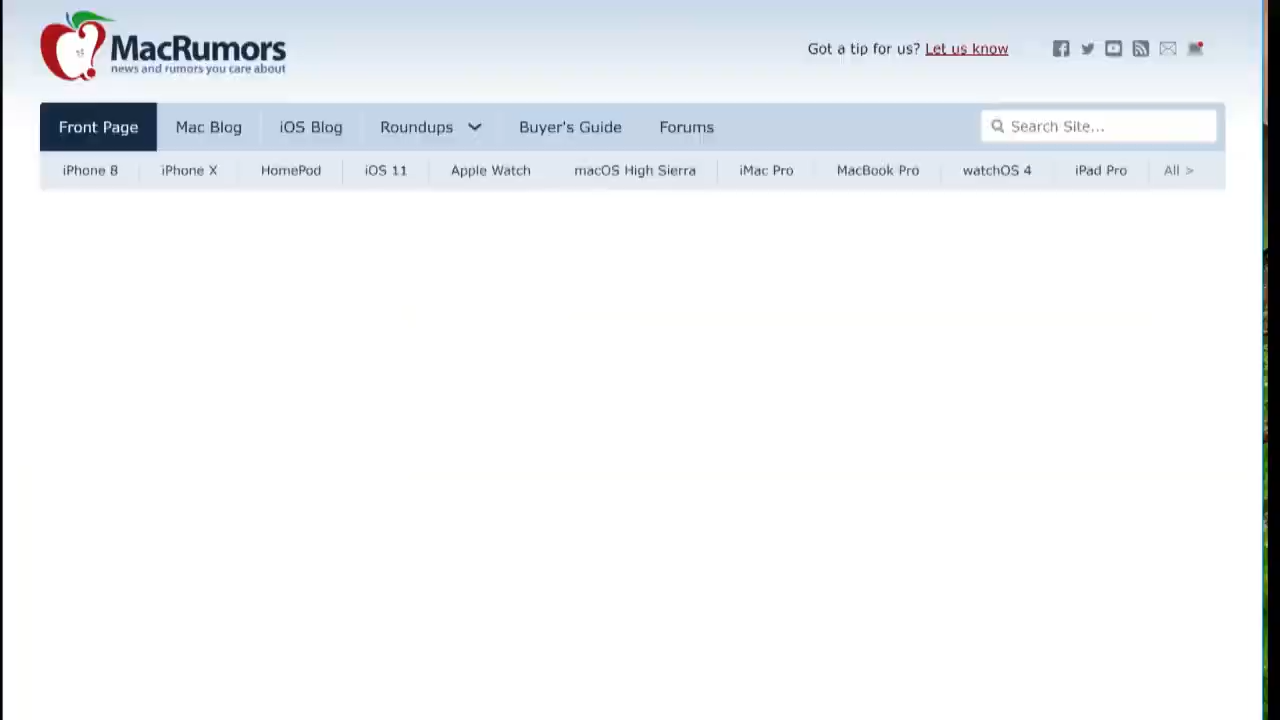 MacRumors
news and rumors you care about
Got a tip for us? Let us know
Front Page Mac Blog iOS Blog Roundups Buyer's Guide Forums Search Site...
iPhone 8 iPhone X HomePod iOS 11 Apple Watch macOS High Sierra iMac Pro MacBook Pro watchOS 4 iPad Pro All >